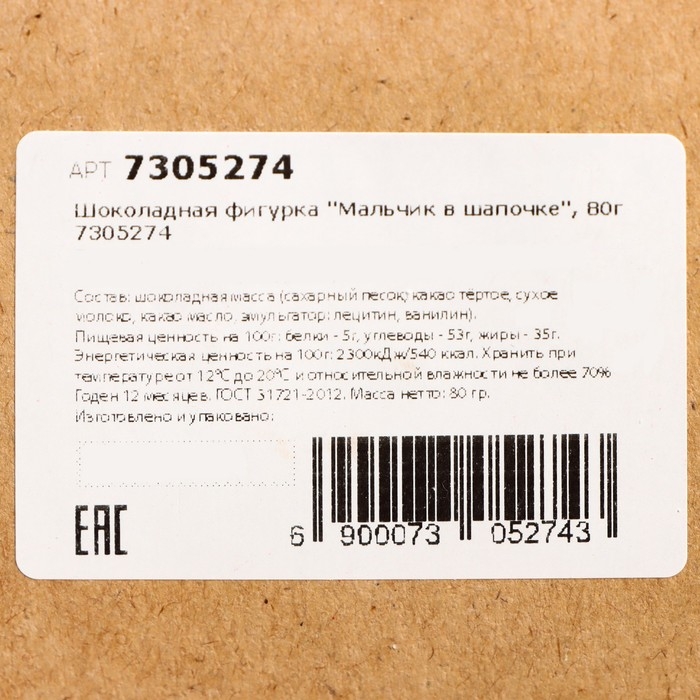 АРТ 7305274
Шоколадная фигурка "Мальчик в шапочке", 80г
7305274
Состав: шоколадная масса (сахарный песок) какао тёртое, сухое
молоко, какао масло, эмульгатор: лецитин, ванилин).
Пищевая ценность на 100г: белки - 5г, углеводы - 53г, жиры - 35г.
Энергетическая ценность на 100г: 2300кДж/540 ккал. Хранить при
температуре от 12°С до 20°С и относительной влажности не более 70%
Годен 12 месяцев. ГОСТ 31721-2012. Масса нетто: 80 гр.
Изготовлено и упаковано:
EAC
6 900073 052743